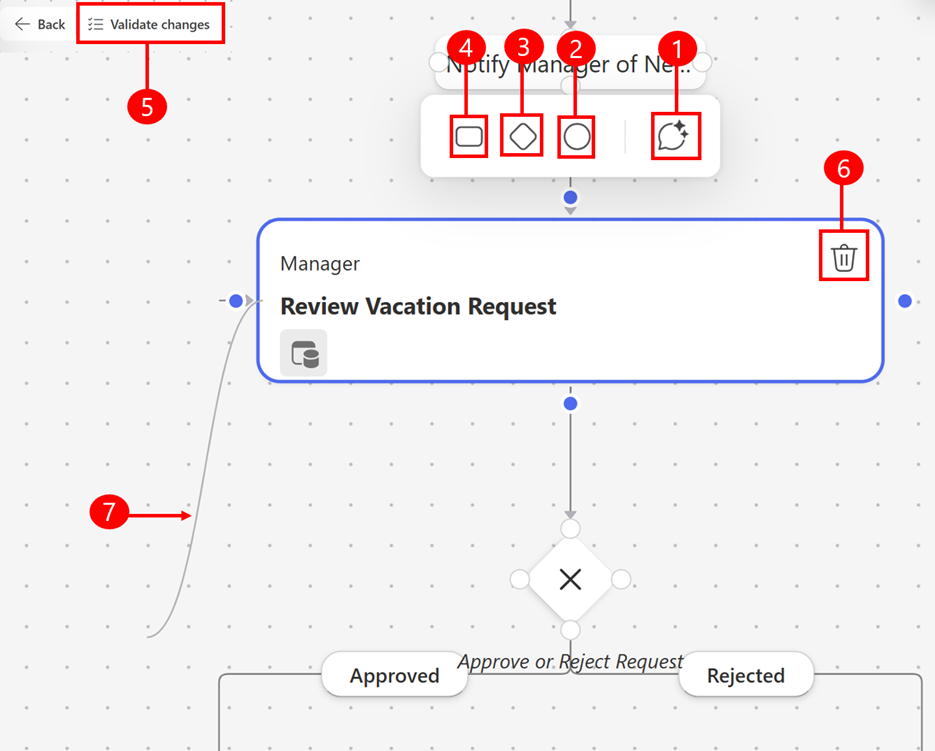 Back
Validate changes
4
3
2
1
5
Notify Manager of Ne...
6
Manager
Review Vacation Request
7
Approve or Reject Request
Approved
Rejected